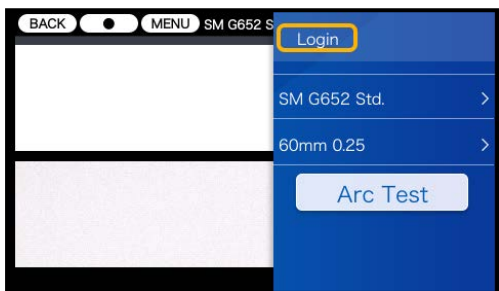 BACK ● MENU SM G652 S
Login
SM G652 Std. >
60mm 0.25 >
Arc Test